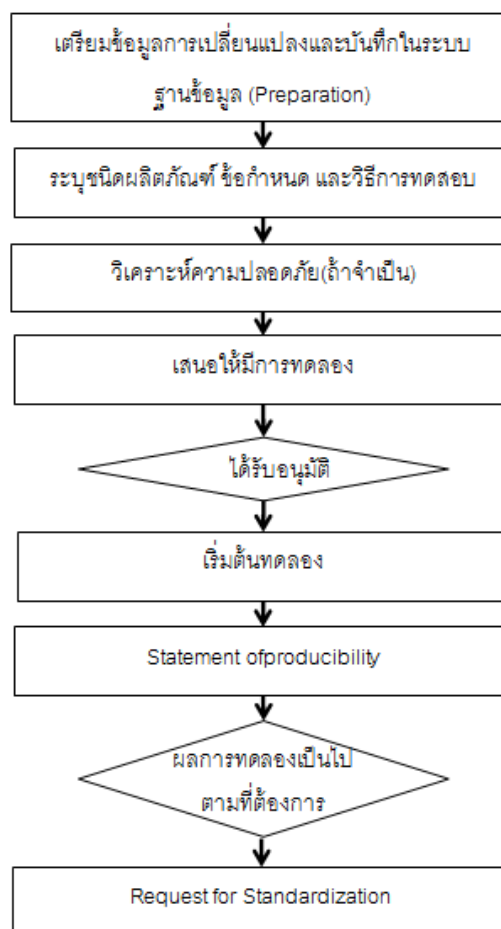 เตรียมข้อมูลการเปลี่ยนแปลงและบันทึกในระบบ
ฐานข้อมูล (Preparation)
ระบุชนิดผลิตภัณฑ์ ข้อกำหนด และวิธีการทดสอบ
วิเคราะห์ความปลอดภัย(ถ้าจำเป็น)
เสนอให้มีการทดลอง
ได้รับอนุมัติ
เริ่มต้นทดลอง
Statement ofproducibility
ผลการทดลองเป็นไป
ตามที่ต้องการ
Request for Standardization